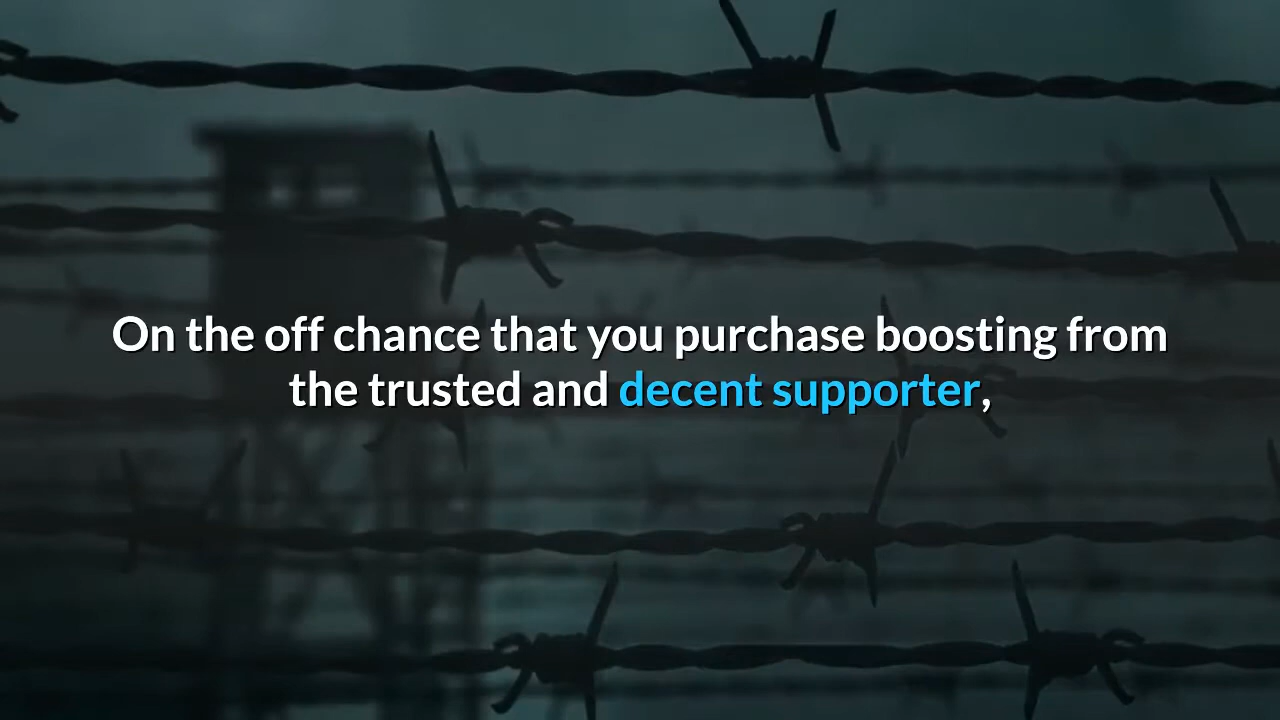 On the off chance that you purchase boosting from
the trusted and decent supporter,